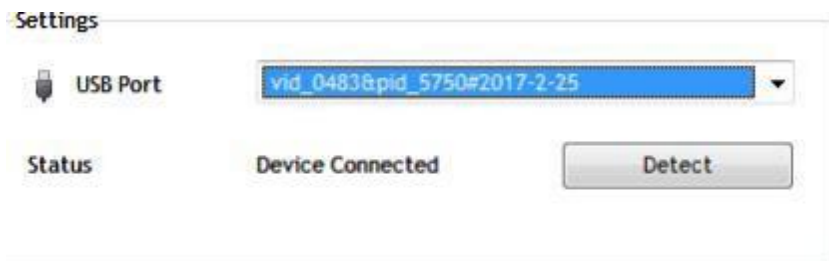 Settings
USB Port
vid_0483&pid_5750#2017-2-25
Status
Device Connected
Detect